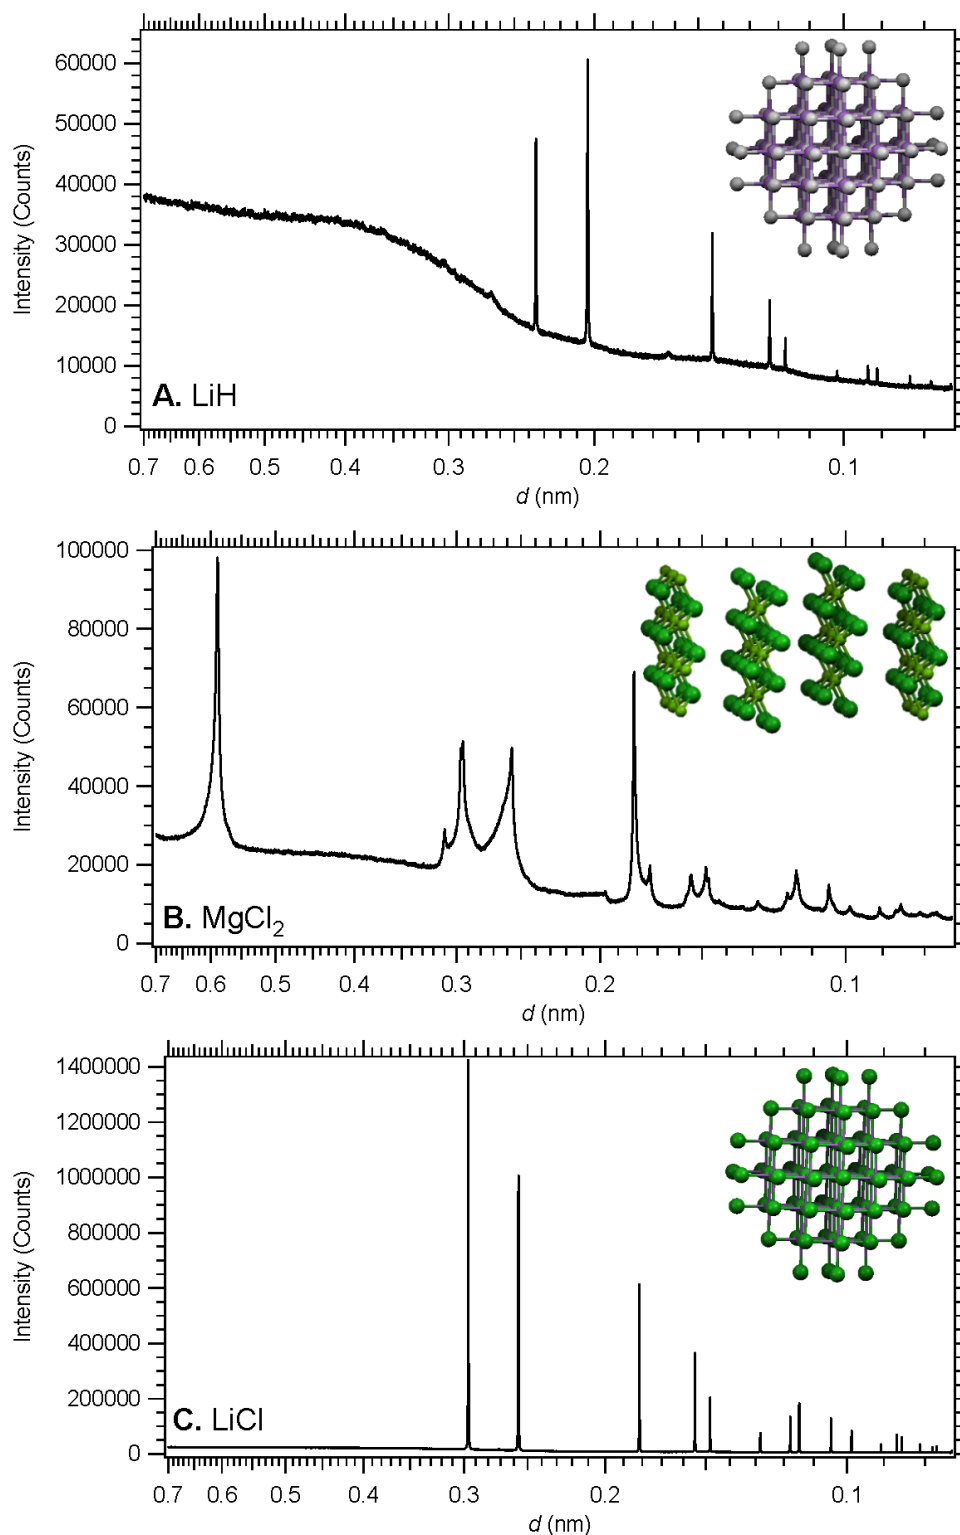 60000
50000
40000
30000
20000
10000
0
Intensity (Counts)
A. LiH
0.7 0.6 0.5 0.4 0.3 0.2 0.1
d (nm)
100000
80000
60000
40000
20000
0
Intensity (Counts)
B. MgCl2
0.7 0.6 0.5 0.4 0.3 0.2 0.1
d (nm)
1400000
1200000
1000000
800000
600000
400000
200000
0
Intensity (Counts)
C. LiCl
0.7 0.6 0.5 0.4 0.3 0.2 0.1
d (nm)